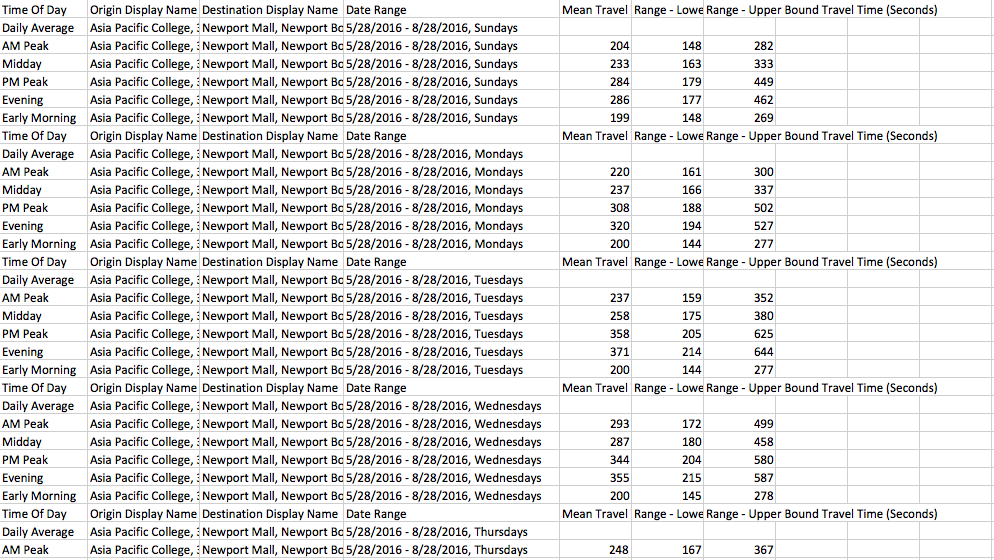 Time Of Day Origin Display Name Destination Display Name Date Range Mean Travel Range - Lowe Range - Upper Bound Travel Time (Seconds)
Daily Average Asia Pacific College, Newport Mall, Newport Bo 5/28/2016 - 8/28/2016, Sundays
AM Peak Asia Pacific College, Newport Mall, Newport Bo 5/28/2016 - 8/28/2016, Sundays 204 148 282
Midday Asia Pacific College, Newport Mall, Newport Bo 5/28/2016 - 8/28/2016, Sundays 233 163 333
PM Peak Asia Pacific College, Newport Mall, Newport Bo 5/28/2016 - 8/28/2016, Sundays 284 179 449
Evening Asia Pacific College, Newport Mall, Newport Bo 5/28/2016 - 8/28/2016, Sundays 286 177 462
Early Morning Asia Pacific College, Newport Mall, Newport Bo 5/28/2016 - 8/28/2016, Sundays 199 148 269
Time Of Day Origin Display Name Destination Display Name Date Range Mean Travel Range - Lowe Range - Upper Bound Travel Time (Seconds)
Daily Average Asia Pacific College, Newport Mall, Newport Bo 5/28/2016 - 8/28/2016, Mondays
AM Peak Asia Pacific College, Newport Mall, Newport Bo 5/28/2016 - 8/28/2016, Mondays 220 161 300
Midday Asia Pacific College, Newport Mall, Newport Bo 5/28/2016 - 8/28/2016, Mondays 237 166 337
PM Peak Asia Pacific College, Newport Mall, Newport Bo 5/28/2016 - 8/28/2016, Mondays 308 188 502
Evening Asia Pacific College, Newport Mall, Newport Bo 5/28/2016 - 8/28/2016, Mondays 320 194 527
Early Morning Asia Pacific College, Newport Mall, Newport Bo 5/28/2016 - 8/28/2016, Mondays 200 144 277
Time Of Day Origin Display Name Destination Display Name Date Range Mean Travel Range - Lowe Range - Upper Bound Travel Time (Seconds)
Daily Average Asia Pacific College, Newport Mall, Newport Bo 5/28/2016 - 8/28/2016, Tuesdays
AM Peak Asia Pacific College, Newport Mall, Newport Bo 5/28/2016 - 8/28/2016, Tuesdays 237 159 352
Midday Asia Pacific College, Newport Mall, Newport Bo 5/28/2016 - 8/28/2016, Tuesdays 258 175 380
PM Peak Asia Pacific College, Newport Mall, Newport Bo 5/28/2016 - 8/28/2016, Tuesdays 358 205 625
Evening Asia Pacific College, Newport Mall, Newport Bo 5/28/2016 - 8/28/2016, Tuesdays 371 214 644
Early Morning Asia Pacific College, Newport Mall, Newport Bo 5/28/2016 - 8/28/2016, Tuesdays 200 144 277
Time Of Day Origin Display Name Destination Display Name Date Range Mean Travel Range - Lowe Range - Upper Bound Travel Time (Seconds)
Daily Average Asia Pacific College, Newport Mall, Newport Bo 5/28/2016 - 8/28/2016, Wednesdays
AM Peak Asia Pacific College, Newport Mall, Newport Bo 5/28/2016 - 8/28/2016, Wednesdays 293 172 499
Midday Asia Pacific College, Newport Mall, Newport Bo 5/28/2016 - 8/28/2016, Wednesdays 287 180 458
PM Peak Asia Pacific College, Newport Mall, Newport Bo 5/28/2016 - 8/28/2016, Wednesdays 344 204 580
Evening Asia Pacific College, Newport Mall, Newport Bo 5/28/2016 - 8/28/2016, Wednesdays 355 215 587
Early Morning Asia Pacific College, Newport Mall, Newport Bo 5/28/2016 - 8/28/2016, Wednesdays 200 145 278
Time Of Day Origin Display Name Destination Display Name Date Range Mean Travel Range - Lowe Range - Upper Bound Travel Time (Seconds)
Daily Average Asia Pacific College, Newport Mall, Newport Bo 5/28/2016 - 8/28/2016, Thursdays
AM Peak Asia Pacific College, Newport Mall, Newport Bo 5/28/2016 - 8/28/2016, Thursdays 248 167 367